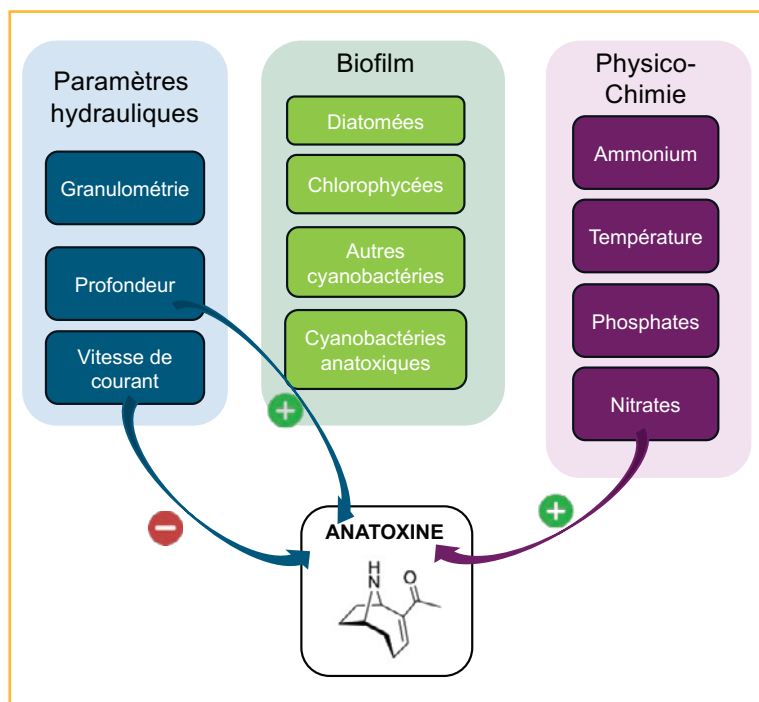 Paramètres
hydrauliques
Granulométrie
Profondeur
Vitesse de
courant
Biofilm
Diatomées
Chlorophycées
Autres
cyanobactéries
Cyanobactéries
anatoxiques
Physico-
Chimie
Ammonium
Température
Phosphates
Nitrates
+
−
+
ANATOXINE
H
N
O